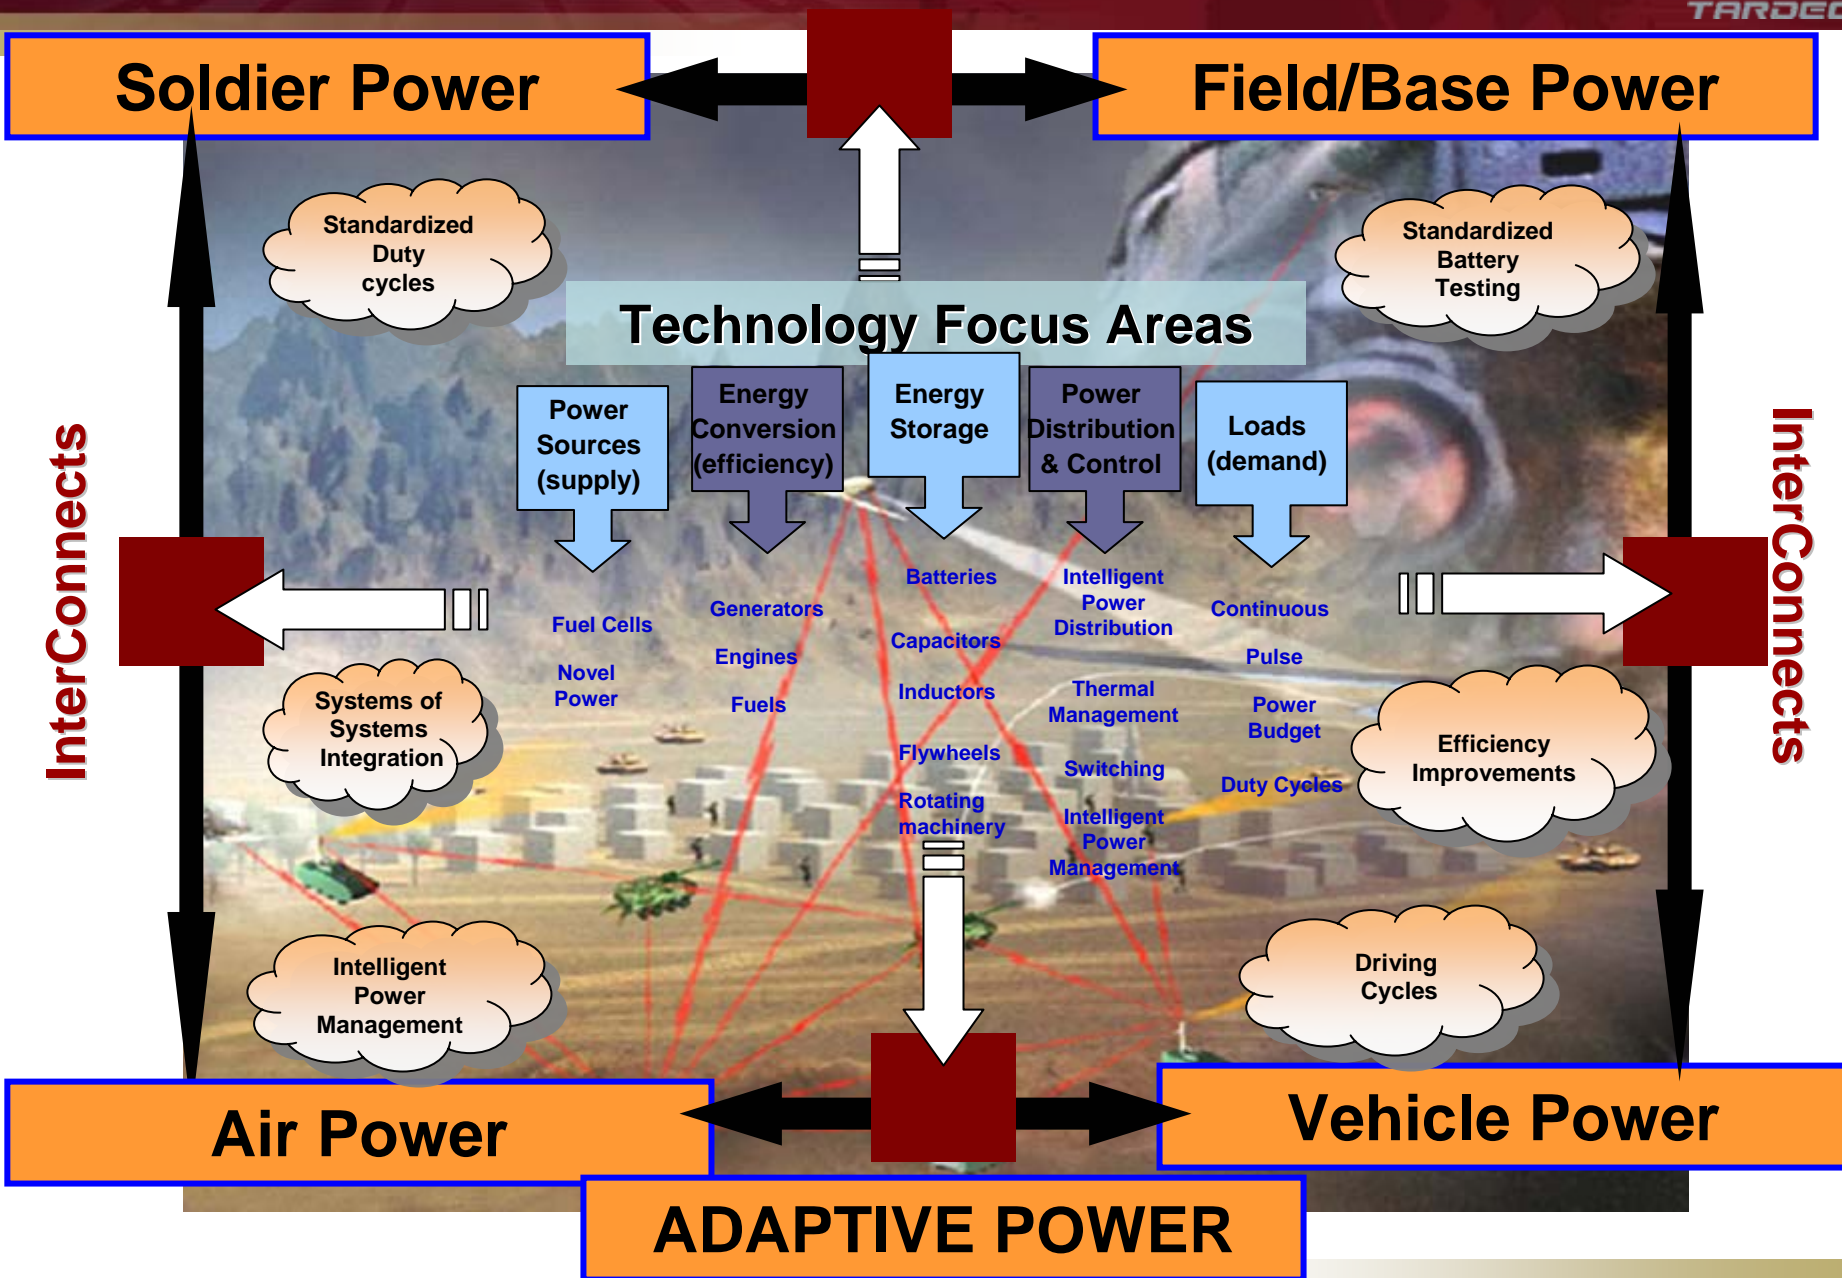 TARDEC
Soldier Power
Field/Base Power
Standardized
Duty
cycles
Standardized
Battery
Testing
Technology Focus Areas
Power
Sources
(supply)
Energy
Conversion
(efficiency)
Energy
Storage
Power
Distribution
& Control
Loads
(demand)
InterConnects
InterConnects
Fuel Cells
Novel
Power
Generators
Engines
Fuels
Batteries
Capacitors
Inductors
Flywheels
Rotating
machinery
Intelligent
Power
Distribution
Thermal
Management
Switching
Intelligent
Power
Management
Continuous
Pulse
Power
Budget
Duty Cycles
Systems of
Systems
Integration
Efficiency
Improvements
Intelligent
Power
Management
Driving
Cycles
Air Power
Vehicle Power
ADAPTIVE POWER